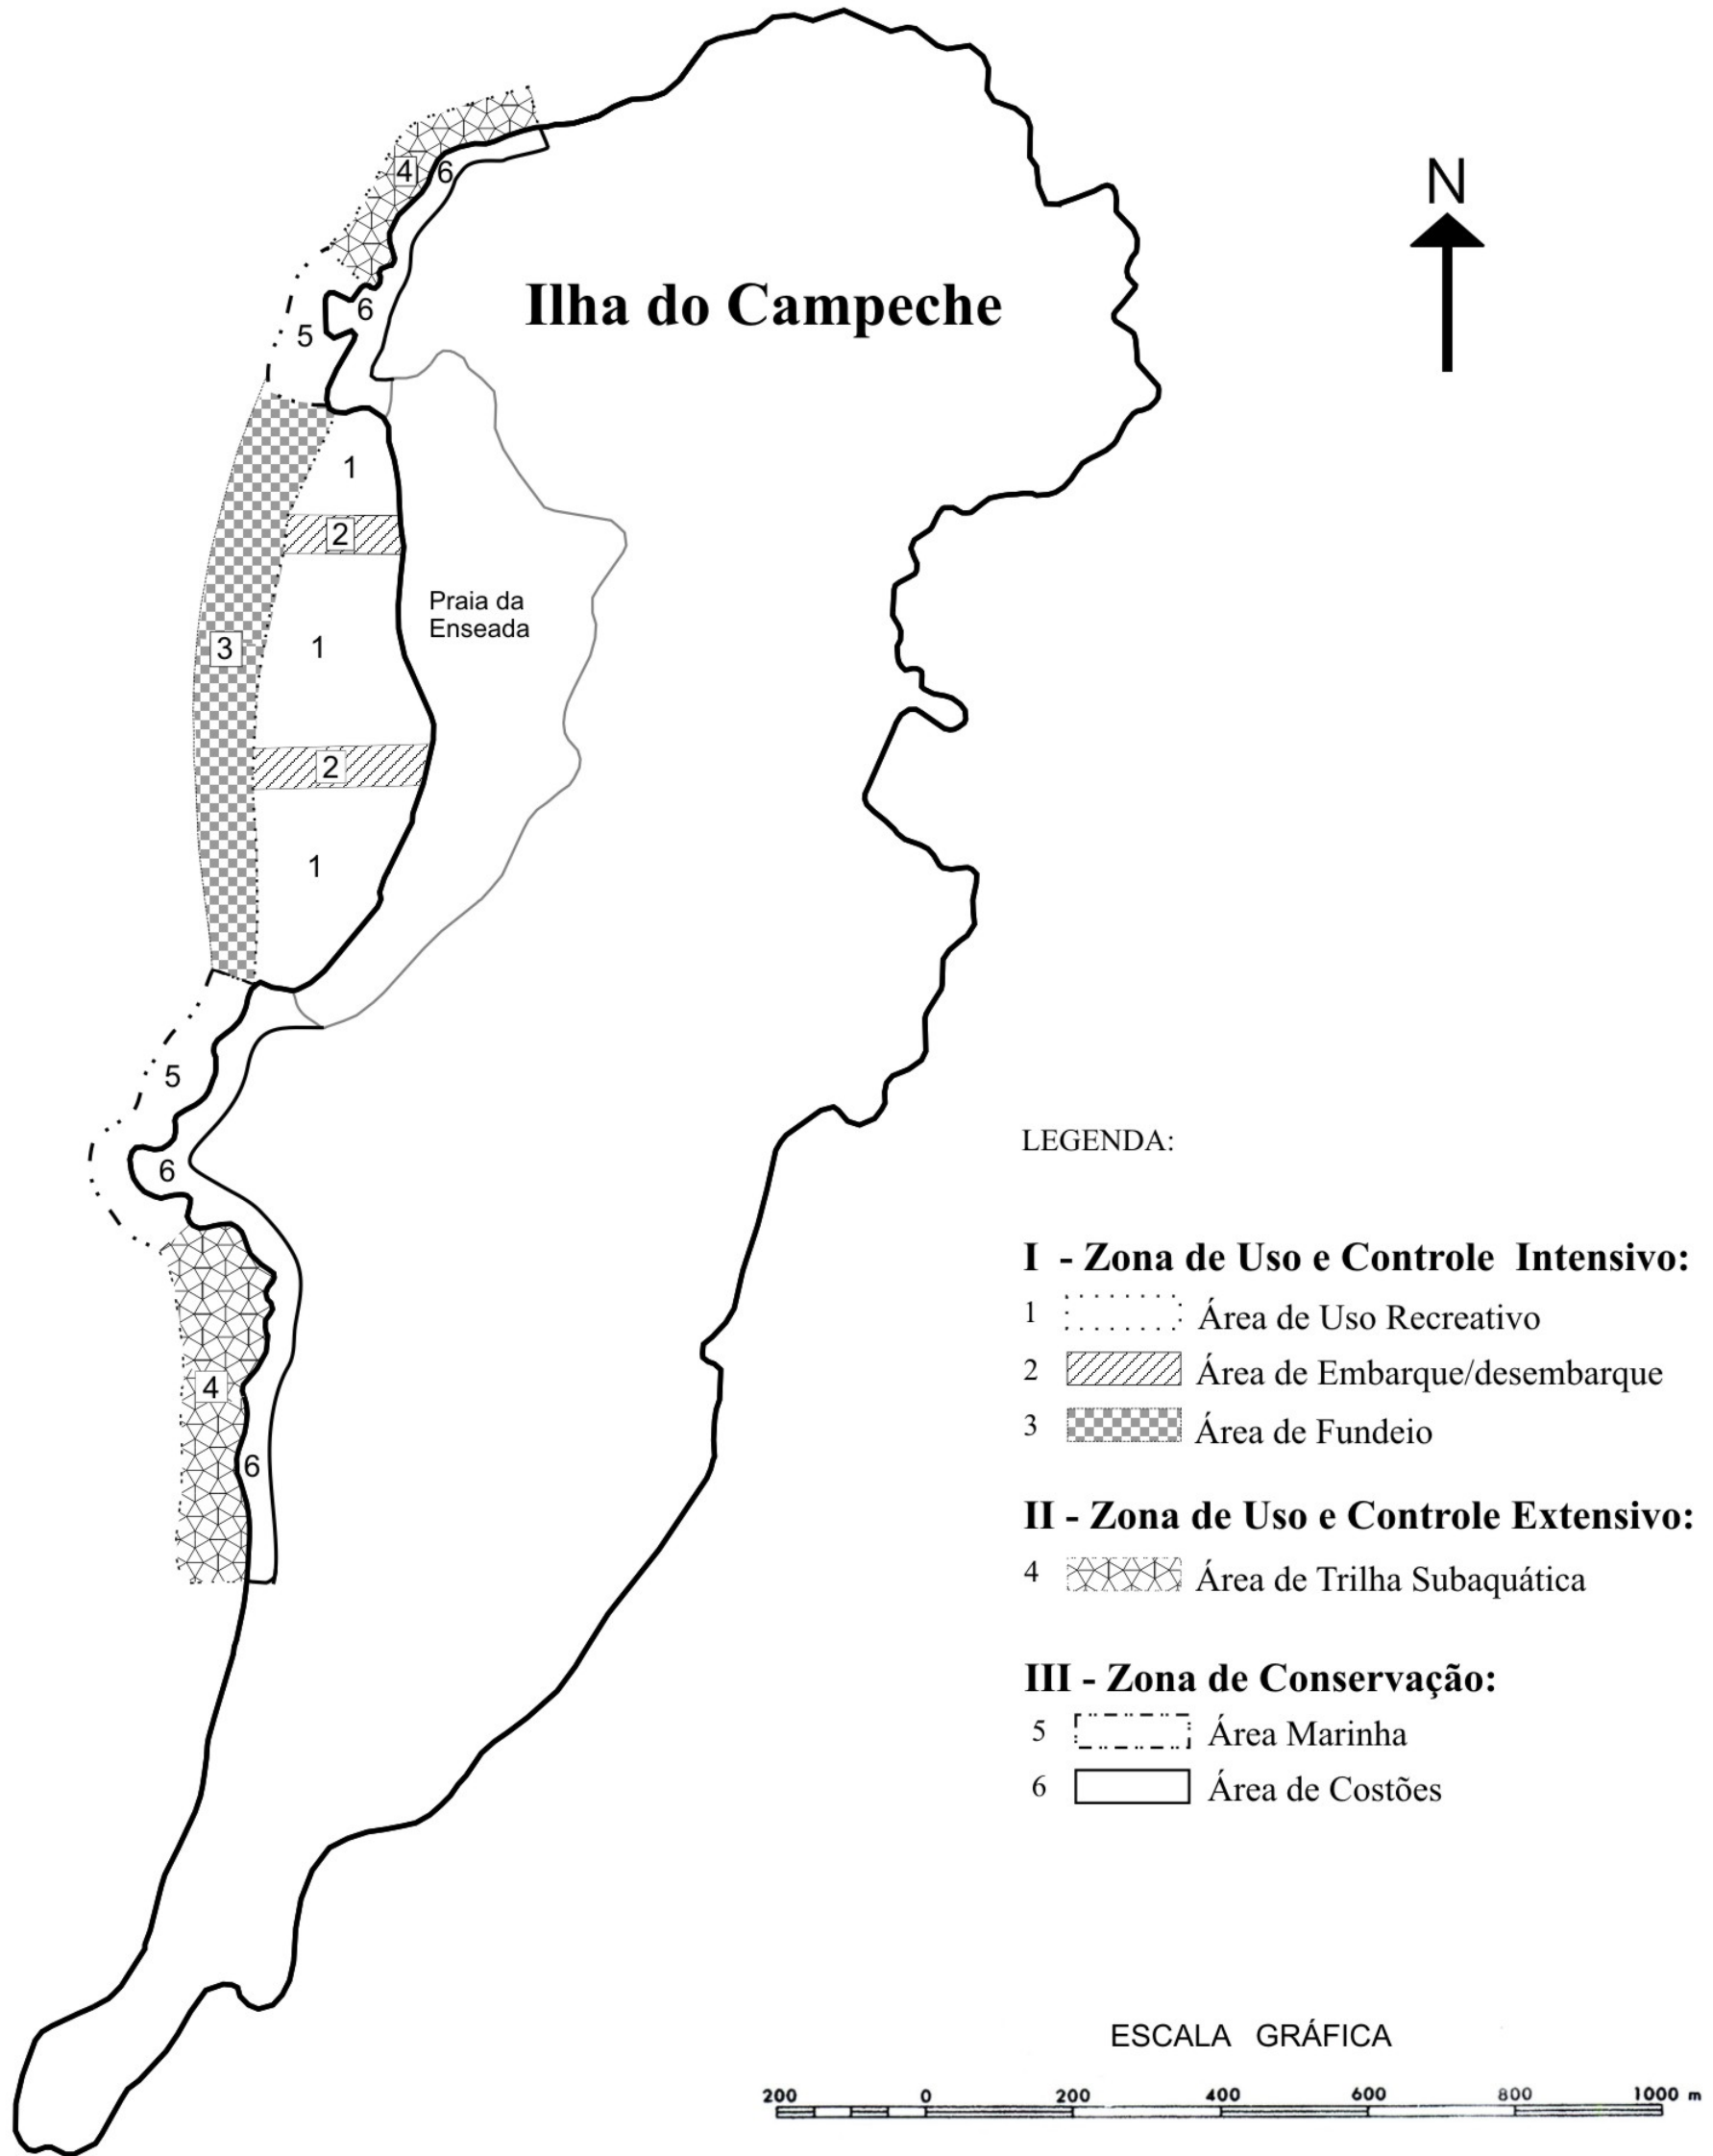 N
4
6
Ilha do Campeche
6
5
1
2
Praia da
Enseada
1
3
2
1
5
6
4
6
LEGENDA:
I - Zona de Uso e Controle Intensivo:
1 Área de Uso Recreativo
2 Área de Embarque/desembarque
3 Área de Fundeio
II - Zona de Uso e Controle Extensivo:
4 Área de Trilha Subaquática
III - Zona de Conservação:
5 Área Marinha
6 Área de Costões
ESCALA GRÁFICA
200 0 200 400 600 800 1000 m